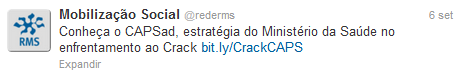 Mobilização Social @rederms 6 set
RMS
Conheça o CAPSad, estratégia do Ministério da Saúde no
enfrentamento ao Crack bit.ly/CrackCAPS
Expandir